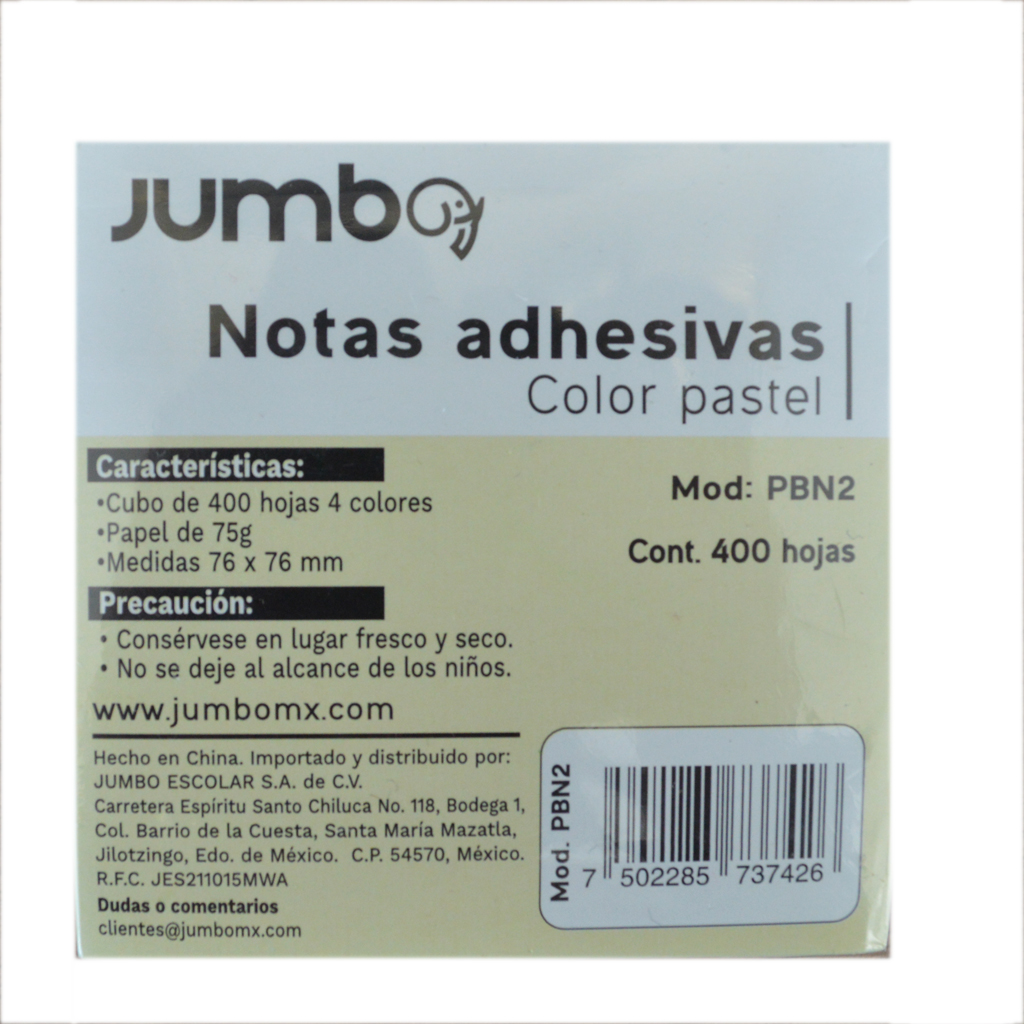 Jumbo
Notas adhesivas
Color pastel
Características:
•Cubo de 400 hojas 4 colores
•Papel de 75g
•Medidas 76 x 76 mm
Mod: PBN2
Cont. 400 hojas
Precaución:
• Consérvese en lugar fresco y seco.
• No se deje al alcance de los niños.
www.jumbomx.com
Hecho en China. Importado y distribuido por:
JUMBO ESCOLAR S.A. de C.V.
Carretera Espíritu Santo Chiluca No. 118, Bodega 1,
Col. Barrio de la Cuesta, Santa María Mazatla,
Jilotzingo, Edo. de México. C.P. 54570, México.
R.F.C. JES211015MWA
Dudas o comentarios
clientes@jumbomx.com
Mod. PBN2
7 502285 737426